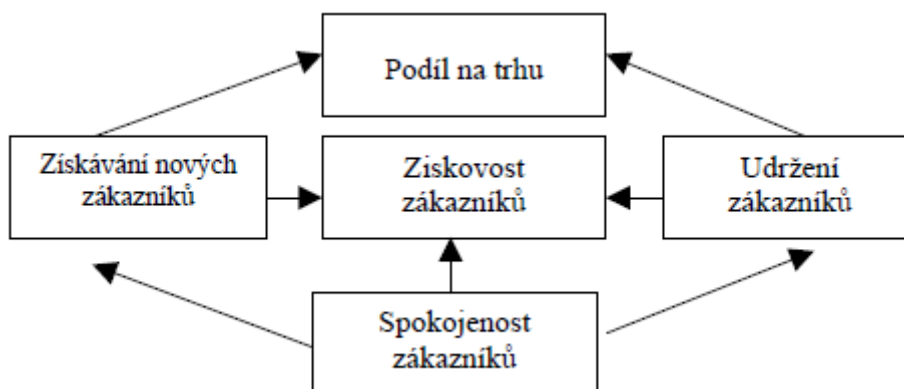 Podíl na trhu
Získávání nových
zákazníků
Ziskovost
zákazníků
Udržení
zákazníků
Spokojenost
zákazníků